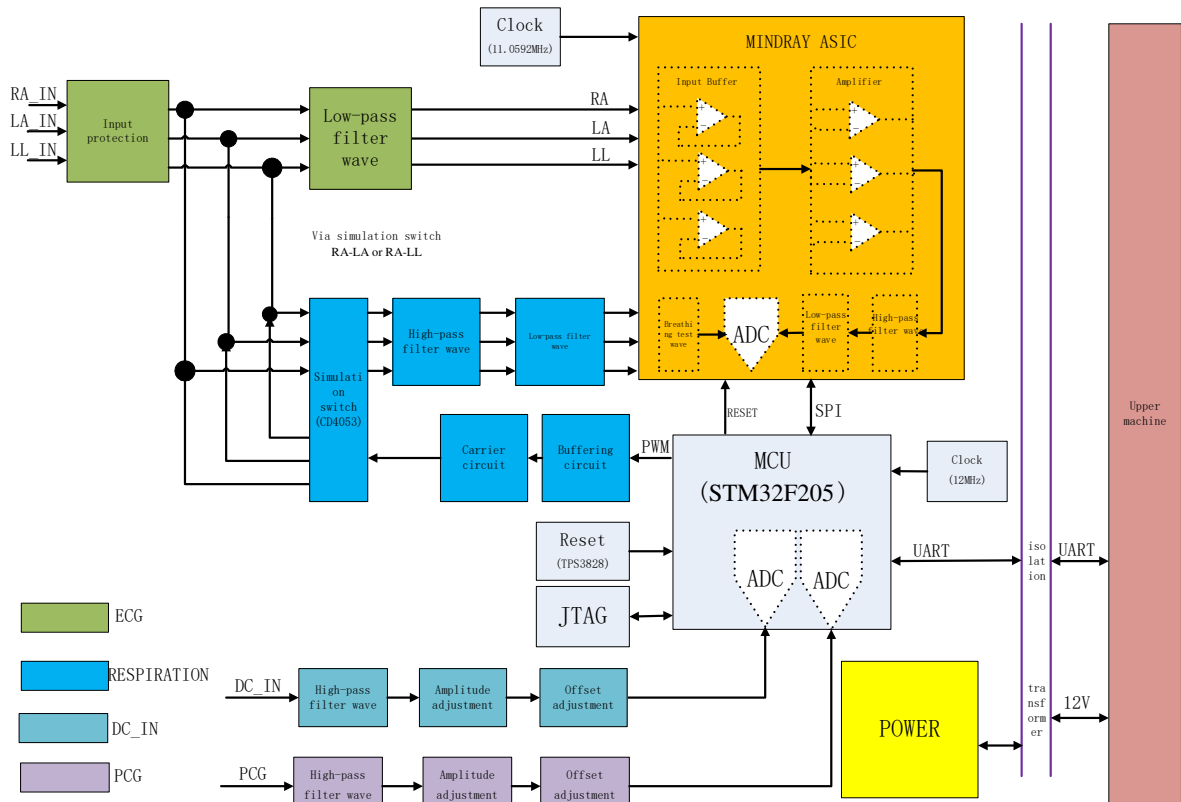 Clock
(11.0592MHz)
MINDRAY ASIC
Input Buffer
Amplifier
RA_IN
LA_IN
LL_IN
Input
protection
Low-pass
filter
wave
RA
LA
LL
+
-
+
-
+
-
+
-
+
-
+
-
Via simulation switch
RA-LA or RA-LL
Simulati
on
switch
(CD4053)
High-pass
filter wave
Low-pass filter
wave
Breathi
ng test
wave
ADC
Low-pass
filter
wave
High-pass
filter wave
Upper
machine
RESET
SPI
Carrier
circuit
Buffering
circuit
PWM
MCU
(STM32F205)
Clock
(12MHz)
Reset
(TPS3828)
ADC
ADC
UART
iso
lat
ion
UART
JTAG
ECG
RESPIRATION
DC_IN
PCG
DC_IN
High-pass
filter wave
Amplitude
adjustment
Offset
adjustment
POWER
tra
nsf
orm
er
12V
PCG
High-pass
filter wave
Amplitude
adjustment
Offset
adjustment